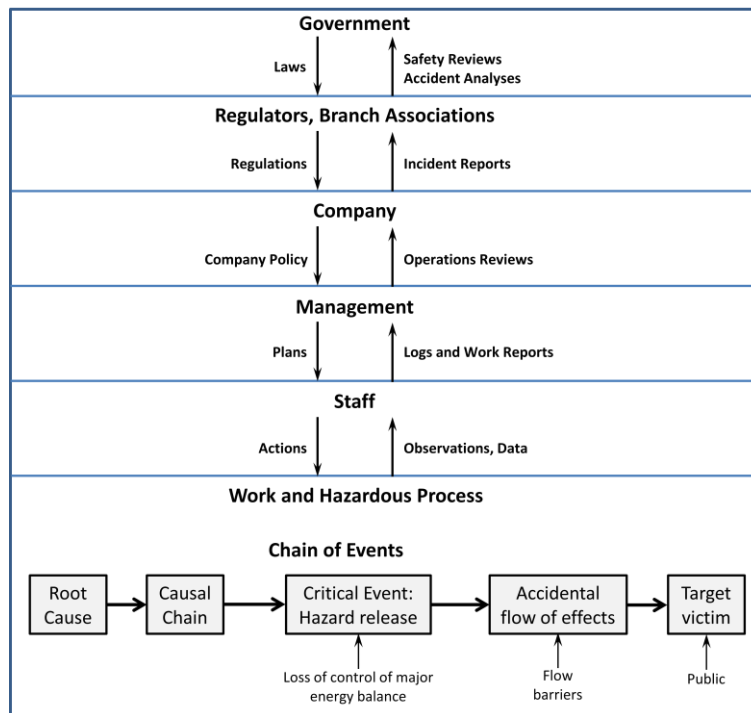 Government
Laws
Safety Reviews
Accident Analyses
Regulators, Branch Associations
Regulations
Incident Reports
Company
Company Policy
Operations Reviews
Management
Plans
Logs and Work Reports
Staff
Actions
Observations, Data
Work and Hazardous Process
Chain of Events
Root
Cause
Causal
Chain
Critical Event:
Hazard release
Accidental
flow of effects
Target
victim
Loss of control of major
energy balance
Flow
barriers
Public